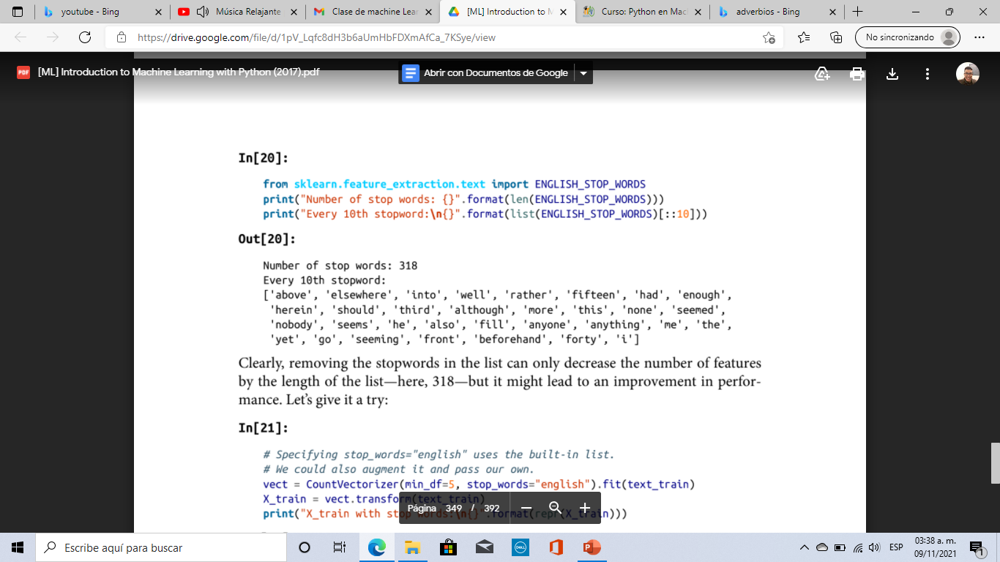 youtube - Bing
Música Relajante
Clase de machine Lear
[ML] Introduction to M
Curso: Python en Mac
adverbios - Bing
https://drive.google.com/file/d/1pV_Lqfc8dH3b6aUmHbFDXmAfCa_7KSye/view
No sincronizando
PDF
[ML] Introduction to Machine Learning with Python (2017).pdf
Abrir con Documentos de Google
In[20]:
from sklearn.feature_extraction.text import ENGLISH_STOP_WORDS
print("Number of stop words: {}".format(len(ENGLISH_STOP_WORDS)))
print("Every 10th stopword:\n{}".format(list(ENGLISH_STOP_WORDS)[::10]))
Out[20]:
Number of stop words: 318
Every 10th stopword:
['above', 'elsewhere', 'into', 'well', 'rather', 'fifteen', 'had', 'enough',
'herein', 'should', 'third', 'although', 'more', 'this', 'none', 'seemed',
'nobody', 'seems', 'he', 'also', 'fill', 'anyone', 'anything', 'me', 'the',
'yet', 'go', 'seeming', 'front', 'beforehand', 'forty', 'i']
Clearly, removing the stopwords in the list can only decrease the number of features
by the length of the list—here, 318—but it might lead to an improvement in perfor-
mance. Let's give it a try:
In[21]:
# Specifying stop_words="english" uses the built-in list.
# We could also augment it and pass our own.
vect = CountVectorizer(min_df=5, stop_words="english").fit(text_train)
X_train = vect.transform(text_train)
print("X_train with stop words:\n{}".format(repr(X_train)))
Página 349 / 392
Escribe aquí para buscar
DELL
ESP
03:38 a. m.
09/11/2021
1